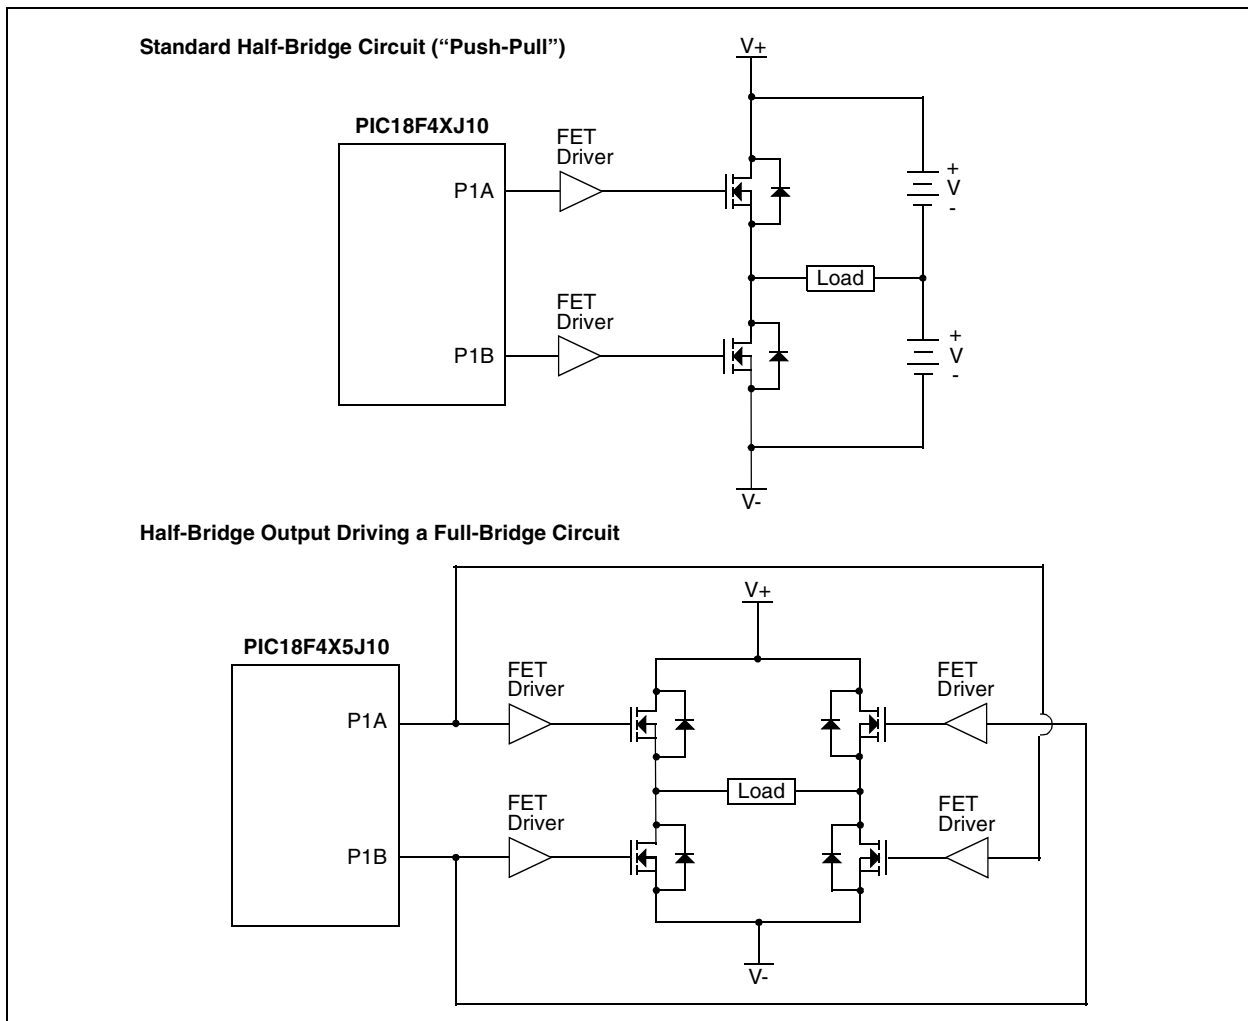 Standard Half-Bridge Circuit (“Push-Pull”)
V+
PIC18F4XJ10
FET
Driver
P1A
+
V
-
Load
FET
Driver
P1B
+
V
-
V-
Half-Bridge Output Driving a Full-Bridge Circuit
V+
PIC18F4X5J10
FET
Driver
FET
Driver
P1A
Load
FET
Driver
FET
Driver
P1B
V-